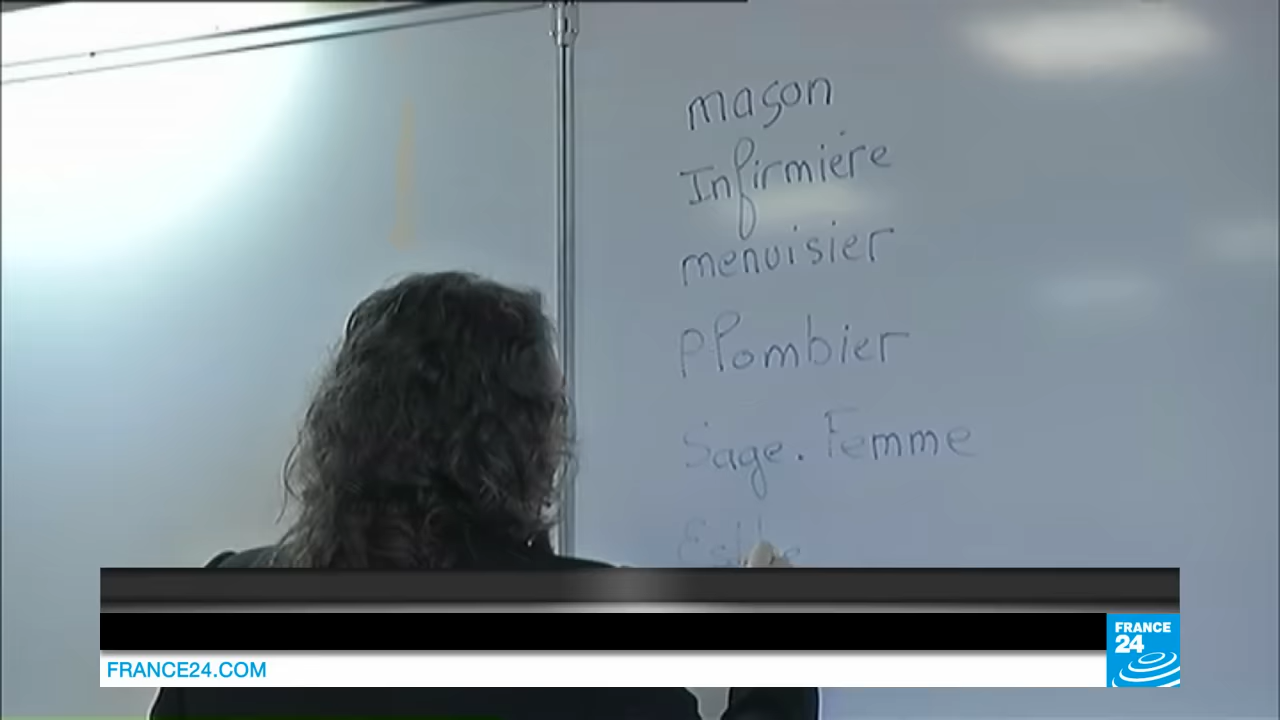 maçon
Infirmière
menuisier
Plombier
Sage. Femme
FRANCE
24
FRANCE24.COM